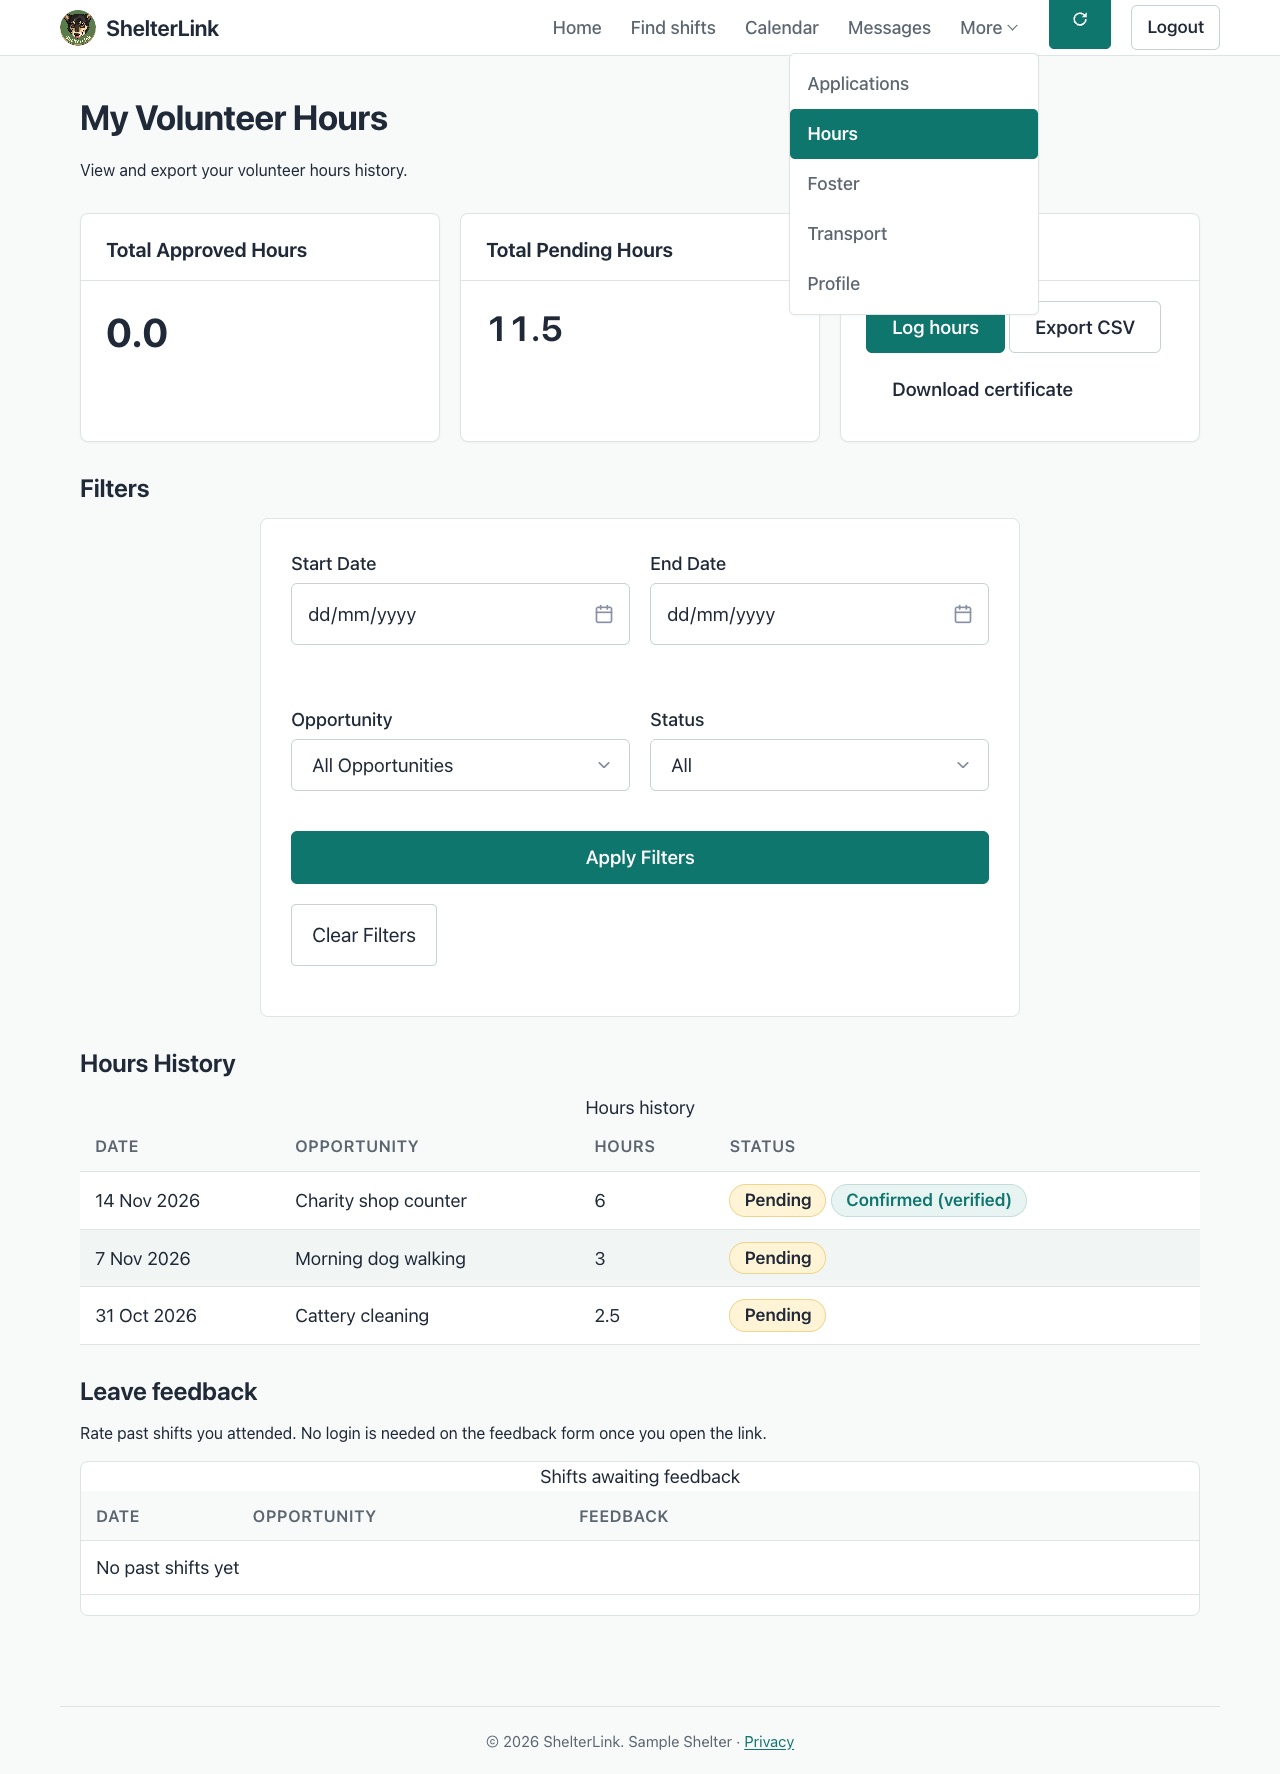 ShelterLink
Home Find shifts Calendar Messages More Logout
Applications
Hours
Foster
Transport
Profile
My Volunteer Hours
View and export your volunteer hours history.
Total Approved Hours
0.0
Total Pending Hours
11.5
Log hours Export CSV
Download certificate
Filters
Start Date End Date
dd/mm/yyyy dd/mm/yyyy
Opportunity Status
All Opportunities All
Apply Filters
Clear Filters
Hours History
Hours history
DATE OPPORTUNITY HOURS STATUS
14 Nov 2026 Charity shop counter 6 Pending Confirmed (verified)
7 Nov 2026 Morning dog walking 3 Pending
31 Oct 2026 Cattery cleaning 2.5 Pending
Leave feedback
Rate past shifts you attended. No login is needed on the feedback form once you open the link.
Shifts awaiting feedback
DATE OPPORTUNITY FEEDBACK
No past shifts yet
© 2026 ShelterLink. Sample Shelter · Privacy